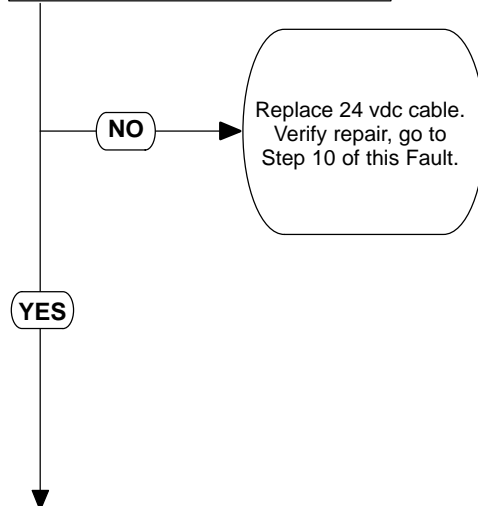 NO
Replace 24 vdc cable.
Verify repair, go to
Step 10 of this Fault.
YES